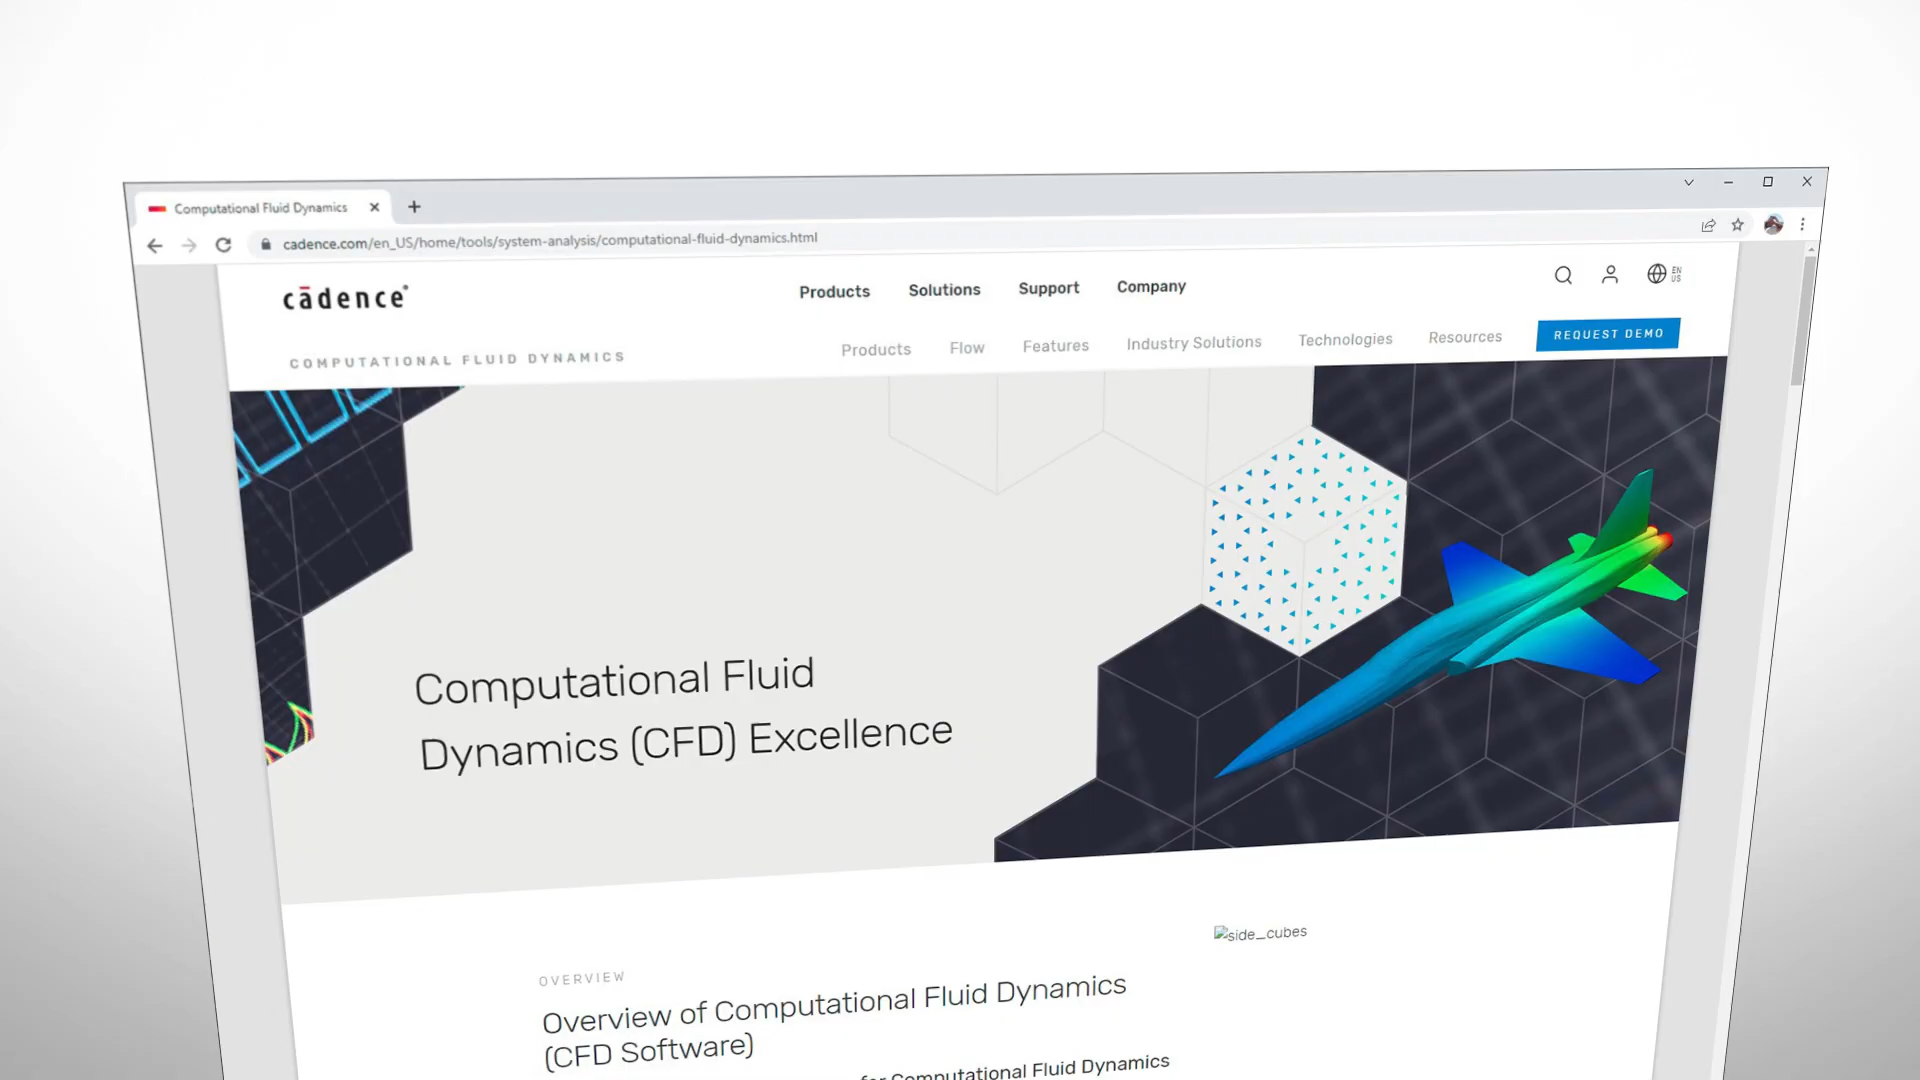 Computational Fluid Dynamics
cadence.com/en_US/home/tools/system-analysis/computational-fluid-dynamics.html
cādence®
Products Solutions Support Company
EN
US
COMPUTATIONAL FLUID DYNAMICS
Products Flow Features Industry Solutions Technologies Resources REQUEST DEMO
Computational Fluid
Dynamics (CFD) Excellence
side_cubes
OVERVIEW
Overview of Computational Fluid Dynamics
(CFD Software)
for Computational Fluid Dynamics